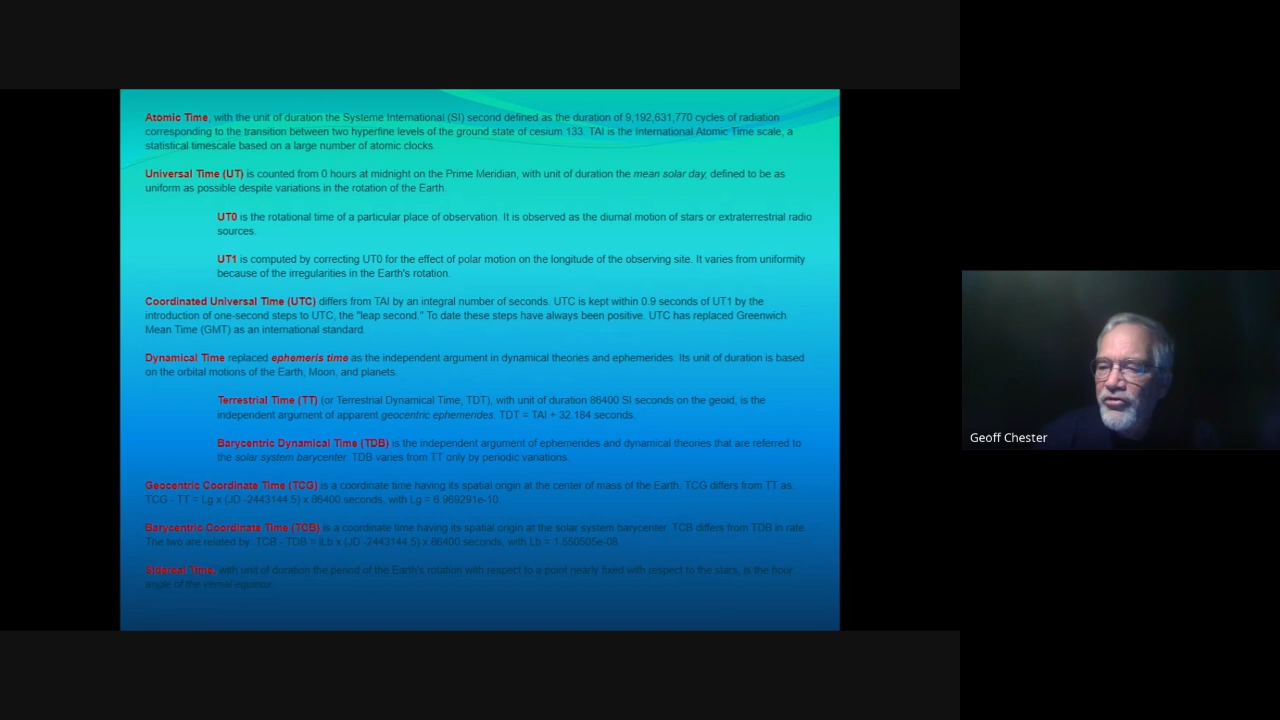 Atomic Time, with the unit of duration the Systeme International (SI) second defined as the duration of 9,192,631,770 cycles of radiation
corresponding to the transition between two hyperfine levels of the ground state of cesium 133. TAI is the International Atomic Time scale, a
statistical timescale based on a large number of atomic clocks.
Universal Time (UT) is counted from 0 hours at midnight on the Prime Meridian, with unit of duration the mean solar day, defined to be as
uniform as possible despite variations in the rotation of the Earth.
UT0 is the rotational time of a particular place of observation. It is observed as the diurnal motion of stars or extraterrestrial radio
sources.
UT1 is computed by correcting UT0 for the effect of polar motion on the longitude of the observing site. It varies from uniformity
because of the irregularities in the Earth's rotation.
Coordinated Universal Time (UTC) differs from TAI by an integral number of seconds. UTC is kept within 0.9 seconds of UT1 by the
introduction of one-second steps to UTC, the "leap second." To date these steps have always been positive. UTC has replaced Greenwich
Mean Time (GMT) as an international standard.
Dynamical Time replaced ephemeris time as the independent argument in dynamical theories and ephemerides. Its unit of duration is based
on the orbital motions of the Earth, Moon, and planets.
Terrestrial Time (TT) (or Terrestrial Dynamical Time, TDT), with unit of duration 86400 SI seconds on the geoid, is the
independent argument of apparent geocentric ephemerides. TDT = TAI + 32.184 seconds.
Barycentric Dynamical Time (TDB) is the independent argument of ephemerides and dynamical theories that are referred to
the solar system barycenter. TDB varies from TT only by periodic variations.
Geocentric Coordinate Time (TCG) is a coordinate time having its spatial origin at the center of mass of the Earth. TCG differs from TT as:
TCG - TT = Lg x (JD -2443144.5) x 86400 seconds, with Lg = 6.969291e-10.
Barycentric Coordinate Time (TCB) is a coordinate time having its spatial origin at the solar system barycenter. TCB differs from TDB in rate.
The two are related by: TCB - TDB = iLb x (JD -2443144.5) x 86400 seconds, with Lb = 1.550505e-08.
Sidereal Time, with unit of duration the period of the Earth's rotation with respect to a point nearly fixed with respect to the stars, is the hour
angle of the vernal equinox.
Geoff Chester